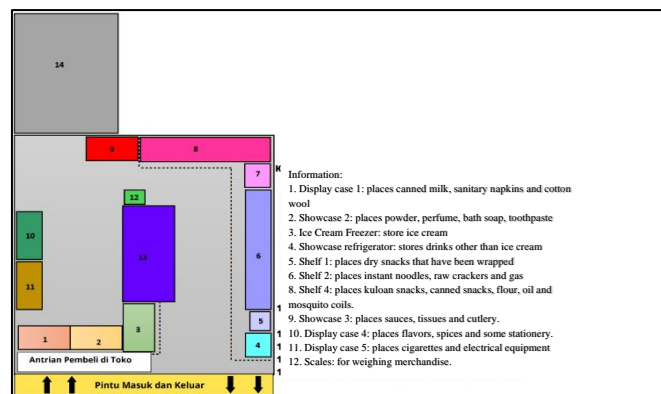 14
9
8
7
K
12
10
13
6
11
5
3
1
2
4
1
1
1
1
1
Antrian Pembeli di Toko
Pintu Masuk dan Keluar
Information:
1. Display case 1: places canned milk, sanitary napkins and cotton
wool
2. Showcase 2: places powder, perfume, bath soap, toothpaste
3. Ice Cream Freezer: store ice cream
4. Showcase refrigerator: stores drinks other than ice cream
5. Shelf 1: places dry snacks that have been wrapped
6. Shelf 2: places instant noodles, raw crackers and gas
8. Shelf 4: places kuloan snacks, canned snacks, flour, oil and
mosquito coils.
9. Showcase 3: places sauces, tissues and cutlery.
10. Display case 4: places flavors, spices and some stationery.
11. Display case 5: places cigarettes and electrical equipment
12. Scales: for weighing merchandise.